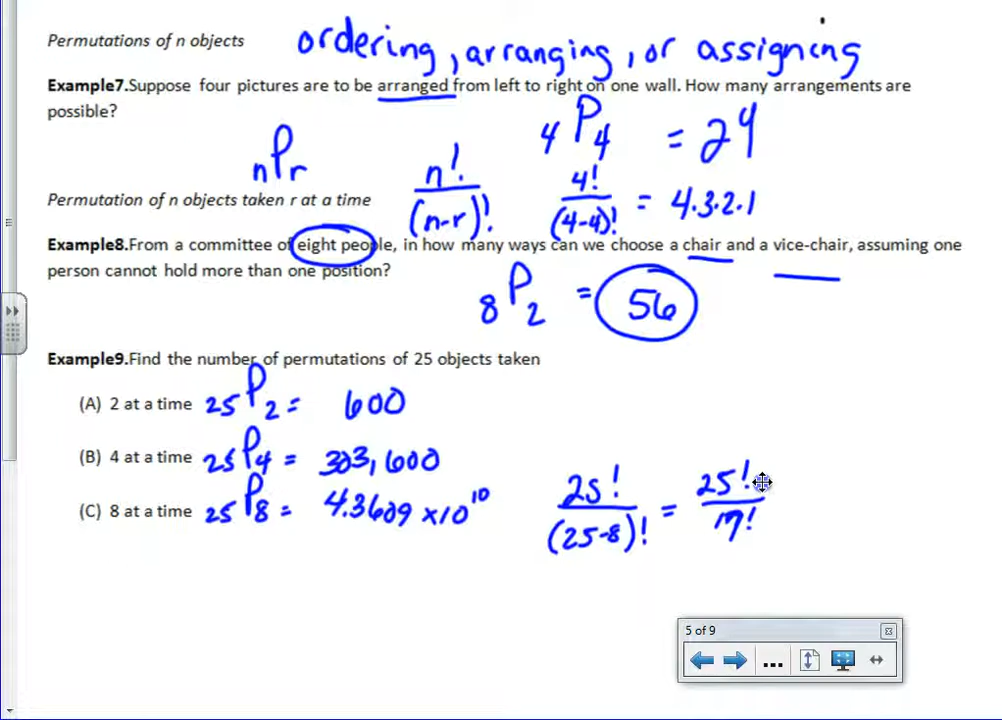 Permutations of n objects ordering, arranging, or assigning
Example7.Suppose four pictures are to be arranged from left to right on one wall. How many arrangements are
possible?
4P4 = 24
nPr n!/(n-r)! 4!/(4-4)! = 4·3·2·1
Permutation of n objects taken r at a time
Example8.From a committee of eight people, in how many ways can we choose a chair and a vice-chair, assuming one
person cannot hold more than one position?
8P2 = 56
Example9.Find the number of permutations of 25 objects taken
(A) 2 at a time 25P2 = 600
(B) 4 at a time 25P4 = 303,600
(C) 8 at a time 25P8 = 4.3609 x10^10 25!/(25-8)! = 25!/17!
5 of 9